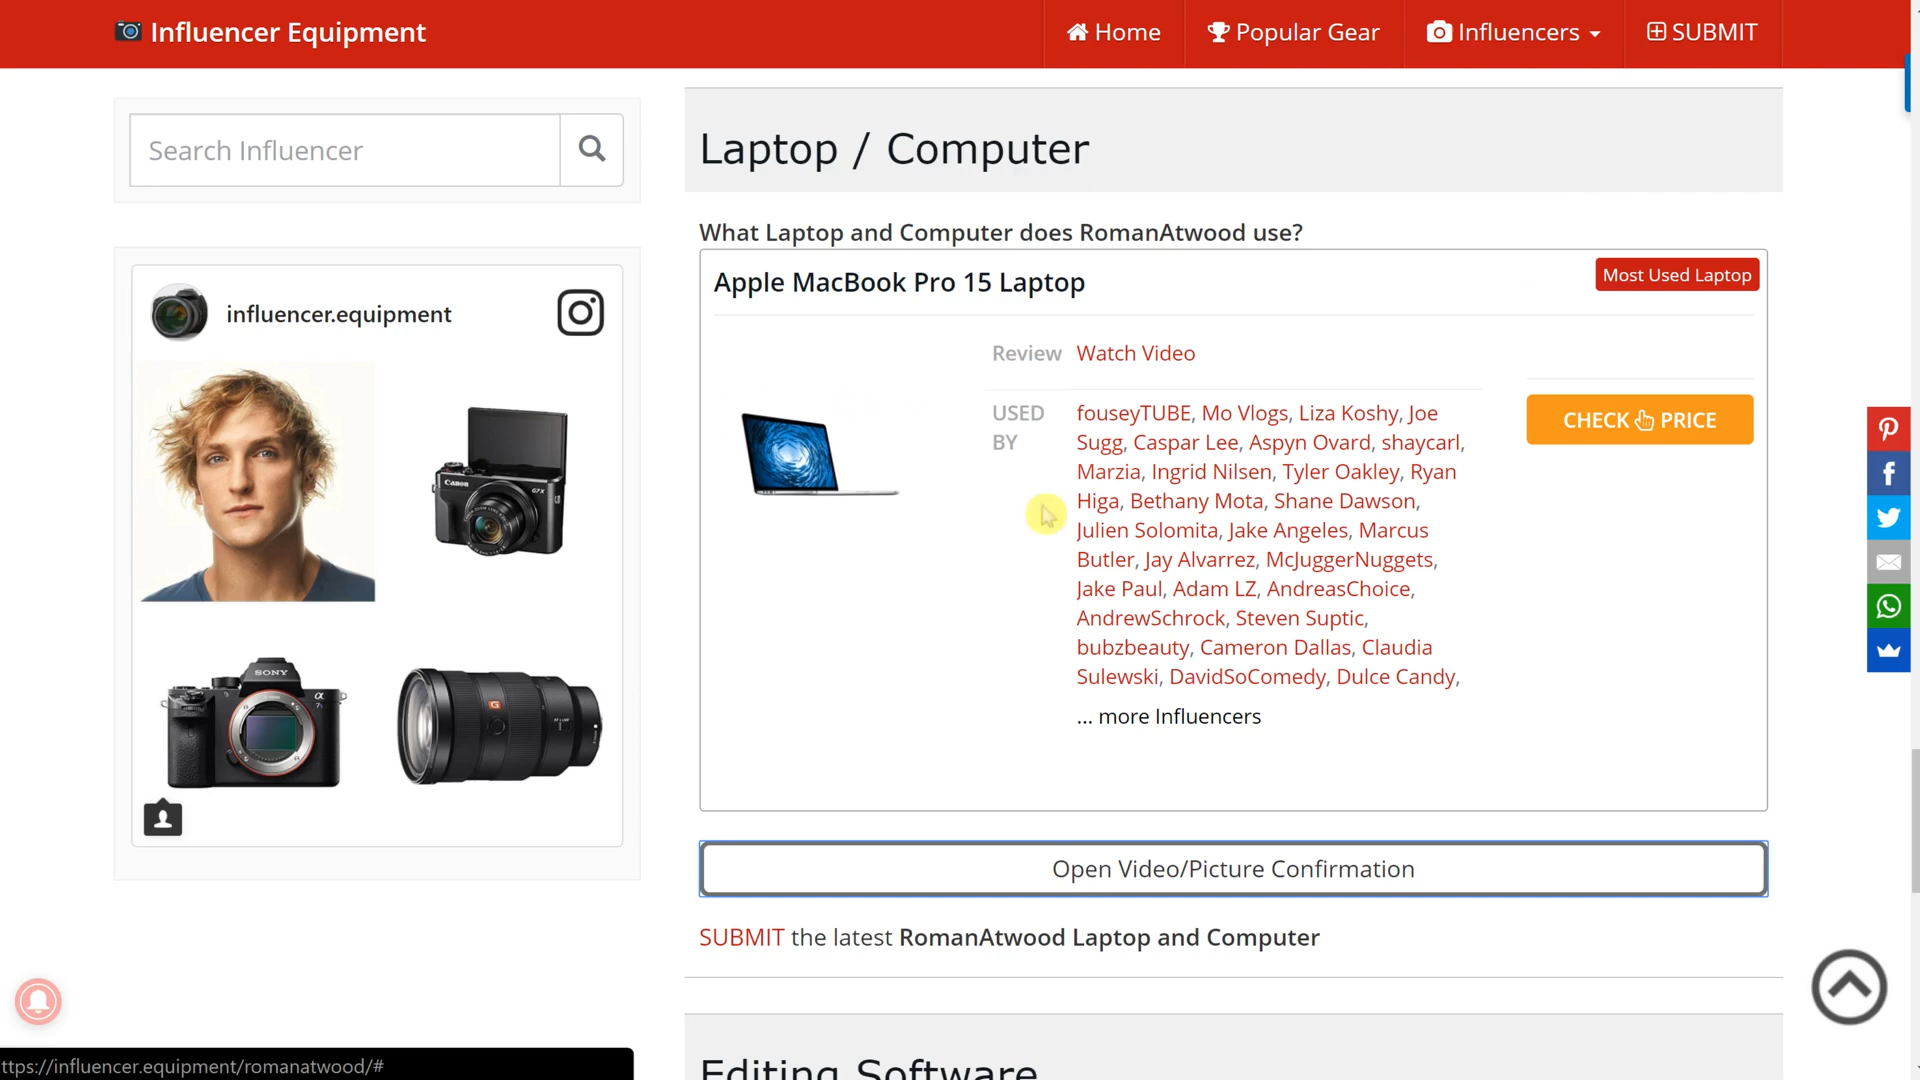 Influencer Equipment
Home
Popular Gear
Influencers
SUBMIT
Search Influencer
influencer.equipment
Canon
G7X
SONY
α
7s
G
Laptop / Computer
What Laptop and Computer does RomanAtwood use?
Apple MacBook Pro 15 Laptop
Most Used Laptop
Review Watch Video
USED BY
fouseyTUBE, Mo Vlogs, Liza Koshy, Joe
Sugg, Caspar Lee, Aspyn Ovard, shaycarl,
Marzia, Ingrid Nilsen, Tyler Oakley, Ryan
Higa, Bethany Mota, Shane Dawson,
Julien Solomita, Jake Angeles, Marcus
Butler, Jay Alvarrez, McJuggerNuggets,
Jake Paul, Adam LZ, AndreasChoice,
AndrewSchrock, Steven Suptic,
bubzbeauty, Cameron Dallas, Claudia
Sulewski, DavidSoComedy, Dulce Candy,
... more Influencers
CHECK PRICE
Open Video/Picture Confirmation
SUBMIT the latest RomanAtwood Laptop and Computer
Editing Software
ttps://influencer.equipment/romanatwood/#